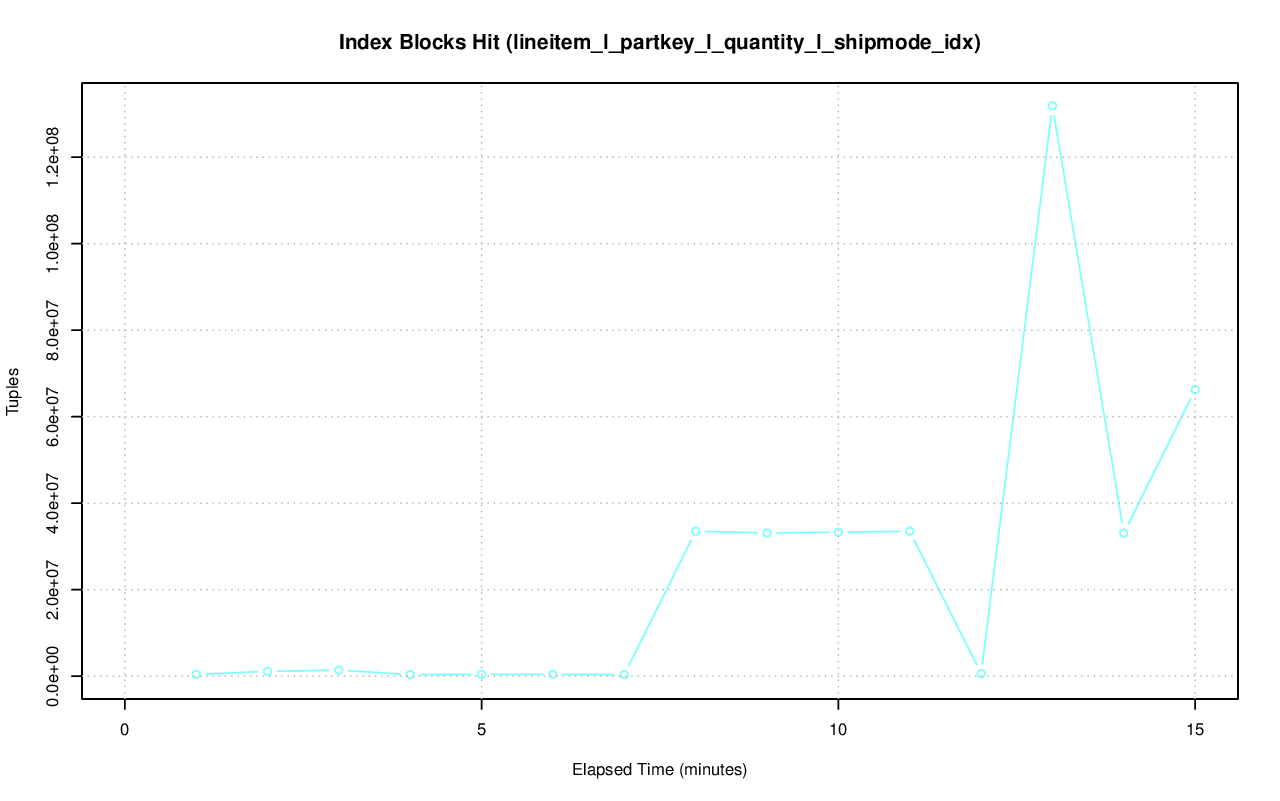 Index Blocks Hit (lineitem_l_partkey_l_quantity_l_shipmode_idx)
Tuples
1.2e+08
1.0e+08
8.0e+07
6.0e+07
4.0e+07
2.0e+07
0.0e+00
0 5 10 15
Elapsed Time (minutes)